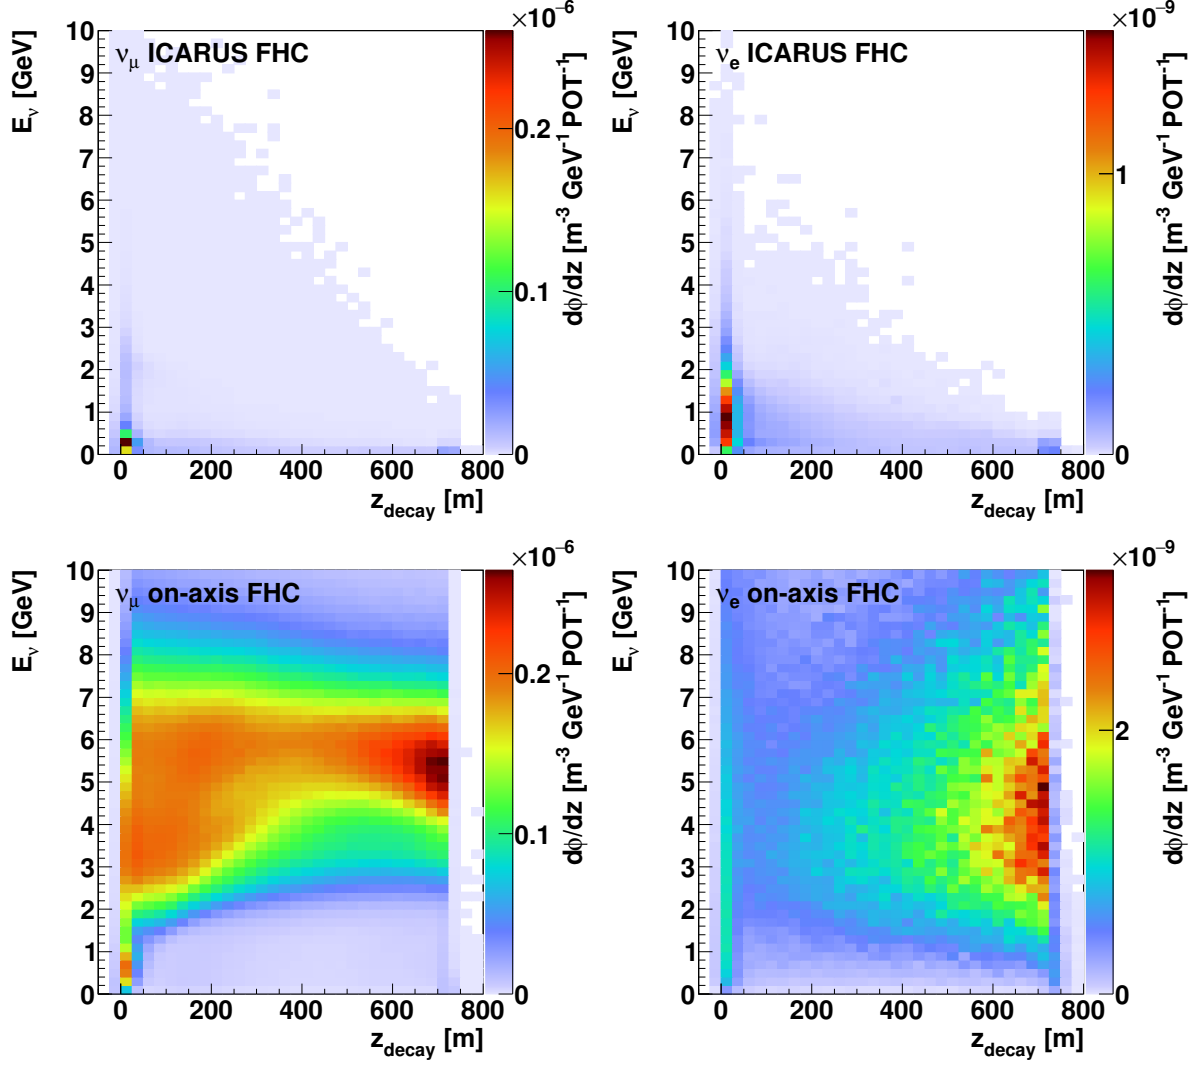 ×10⁻⁶
ν_μ ICARUS FHC
E_ν [GeV]
10
9
8
7
6
5
4
3
2
1
0
0 200 400 600 800
z_decay [m]
0.2
0.1
0
dϕ/dz [m⁻³ GeV⁻¹ POT⁻¹]
×10⁻⁹
ν_e ICARUS FHC
E_ν [GeV]
10
9
8
7
6
5
4
3
2
1
0
0 200 400 600 800
z_decay [m]
1
0
dϕ/dz [m⁻³ GeV⁻¹ POT⁻¹]
×10⁻⁶
ν_μ on-axis FHC
E_ν [GeV]
10
9
8
7
6
5
4
3
2
1
0
0 200 400 600 800
z_decay [m]
0.2
0.1
0
dϕ/dz [m⁻³ GeV⁻¹ POT⁻¹]
×10⁻⁹
ν_e on-axis FHC
E_ν [GeV]
10
9
8
7
6
5
4
3
2
1
0
0 200 400 600 800
z_decay [m]
2
0
dϕ/dz [m⁻³ GeV⁻¹ POT⁻¹]